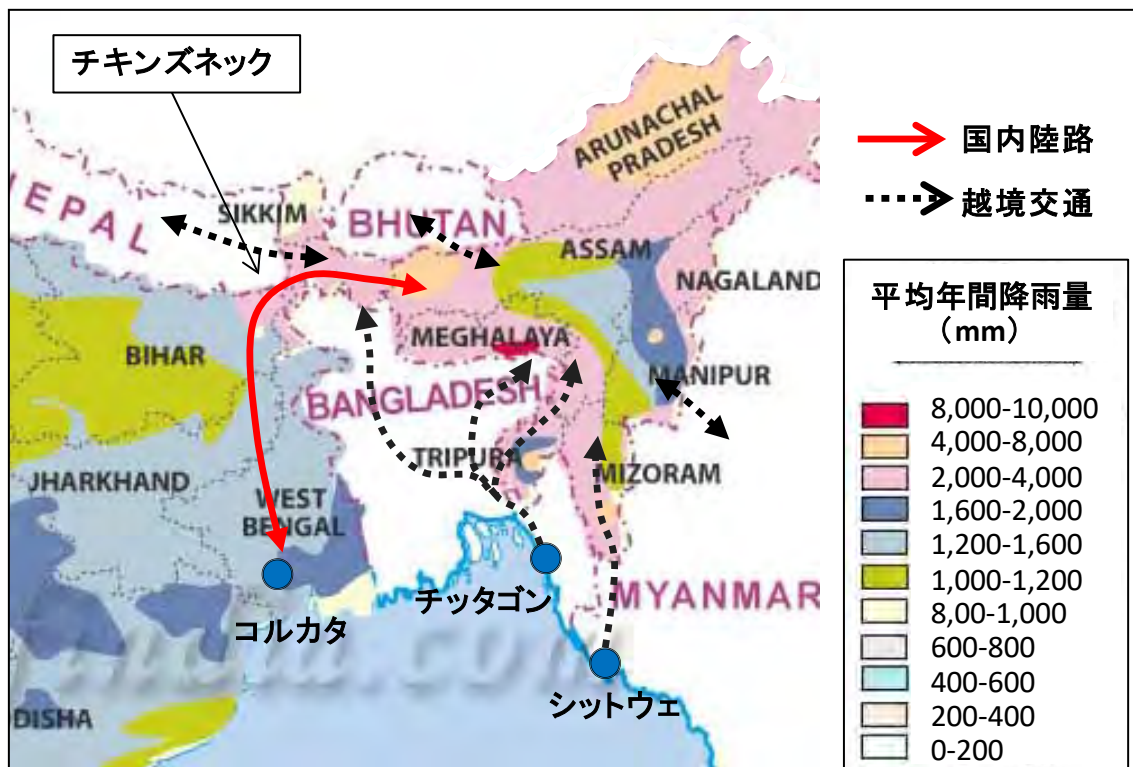 チキンズネック
ARUNACHAL
PRADESH
国内陸路
越境交通
NEPAL
SIKKIM
BHUTAN
ASSAM
NAGALAND
平均年間降雨量
（mm）
BIHAR
MEGHALAYA
MANIPUR
BANGLADESH
8,000-10,000
4,000-8,000
2,000-4,000
1,600-2,000
1,200-1,600
1,000-1,200
8,00-1,000
600-800
400-600
200-400
0-200
JHARKHAND
TRIPURA
MIZORAM
WEST
BENGAL
チッタゴン
MYANMAR
コルカタ
シットウェ
DISHA